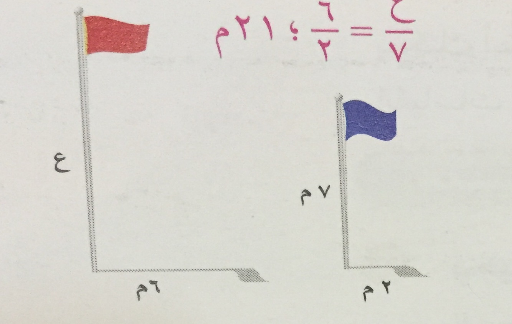 ع/٧ = ٦/٢ ؛ ٢١م
ع
٧ م
٦م
٢ م